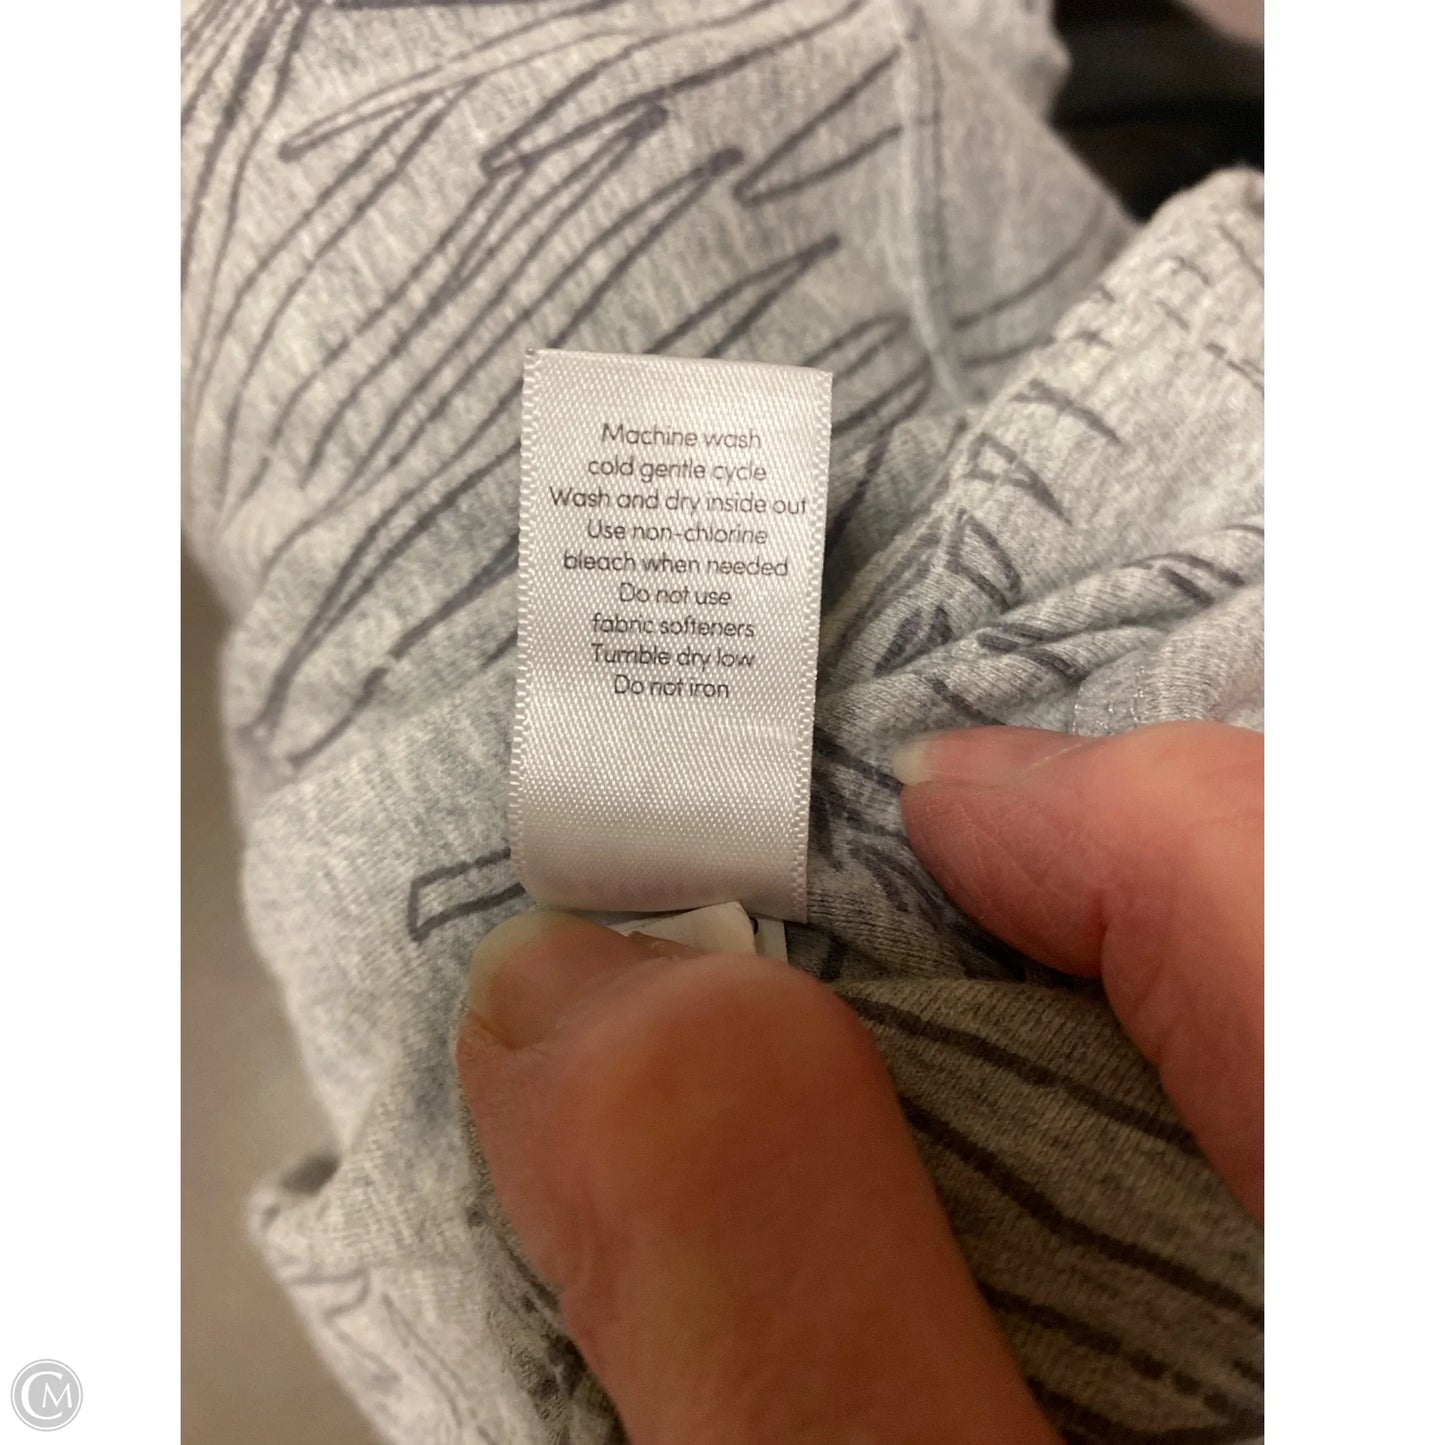 Machine wash
cold gentle cycle
Wash and dry inside out
Use non-chlorine
bleach when needed
Do not use
fabric softeners
Tumble dry low
Do not iron
CM